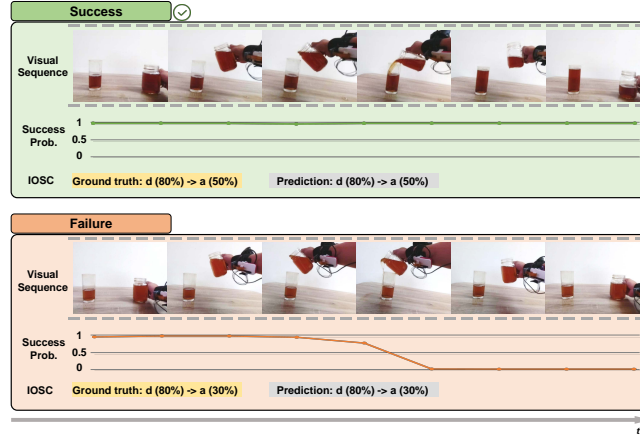 Success
Visual
Sequence
Success
Prob.
1
0.5
0
IOSC
Ground truth: d (80%) -> a (50%)
Prediction: d (80%) -> a (50%)
Failure
Visual
Sequence
Success
Prob.
1
0.5
0
IOSC
Ground truth: d (80%) -> a (30%)
Prediction: d (80%) -> a (30%)